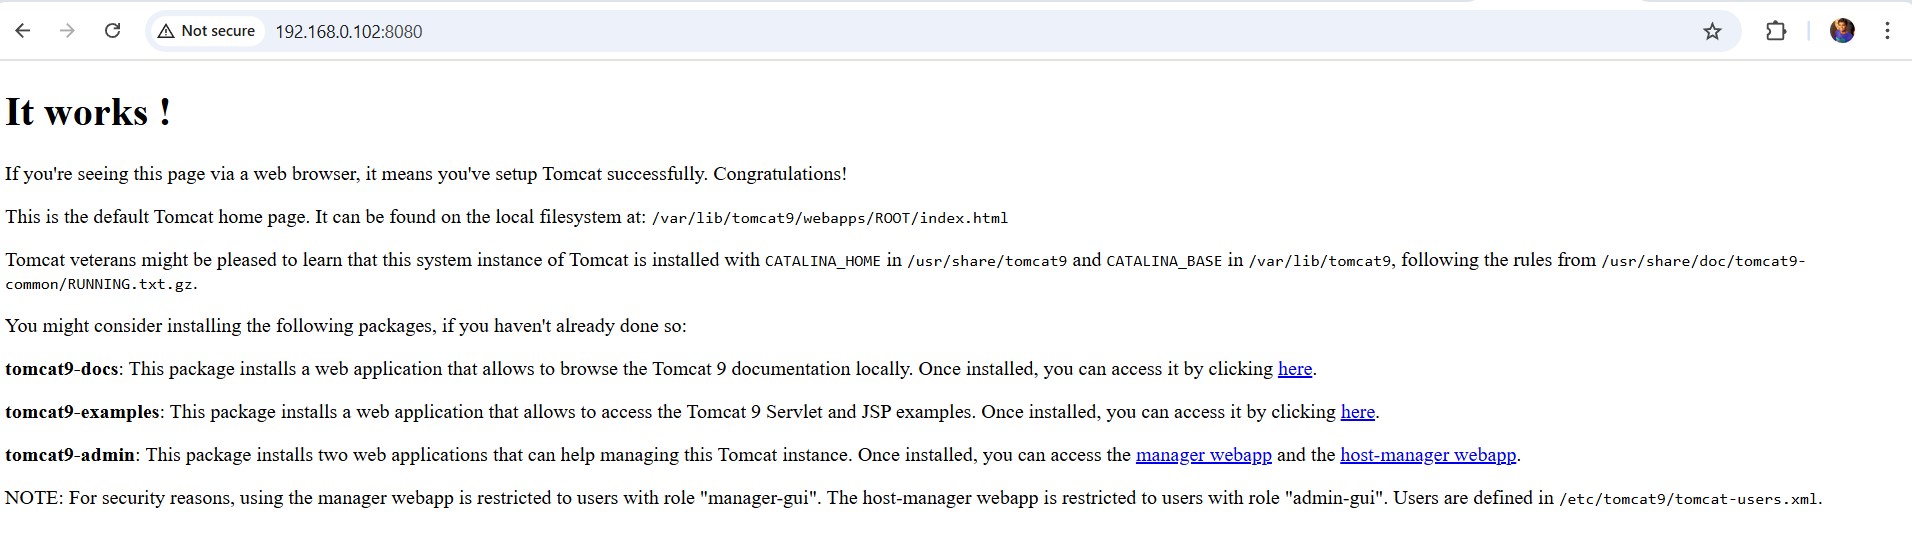 Not secure 192.168.0.102:8080
It works !
If you're seeing this page via a web browser, it means you've setup Tomcat successfully. Congratulations!
This is the default Tomcat home page. It can be found on the local filesystem at: /var/lib/tomcat9/webapps/ROOT/index.html
Tomcat veterans might be pleased to learn that this system instance of Tomcat is installed with CATALINA_HOME in /usr/share/tomcat9 and CATALINA_BASE in /var/lib/tomcat9, following the rules from /usr/share/doc/tomcat9-
common/RUNNING.txt.gz.
You might consider installing the following packages, if you haven't already done so:
tomcat9-docs: This package installs a web application that allows to browse the Tomcat 9 documentation locally. Once installed, you can access it by clicking here.
tomcat9-examples: This package installs a web application that allows to access the Tomcat 9 Servlet and JSP examples. Once installed, you can access it by clicking here.
tomcat9-admin: This package installs two web applications that can help managing this Tomcat instance. Once installed, you can access the manager webapp and the host-manager webapp.
NOTE: For security reasons, using the manager webapp is restricted to users with role "manager-gui". The host-manager webapp is restricted to users with role "admin-gui". Users are defined in /etc/tomcat9/tomcat-users.xml.